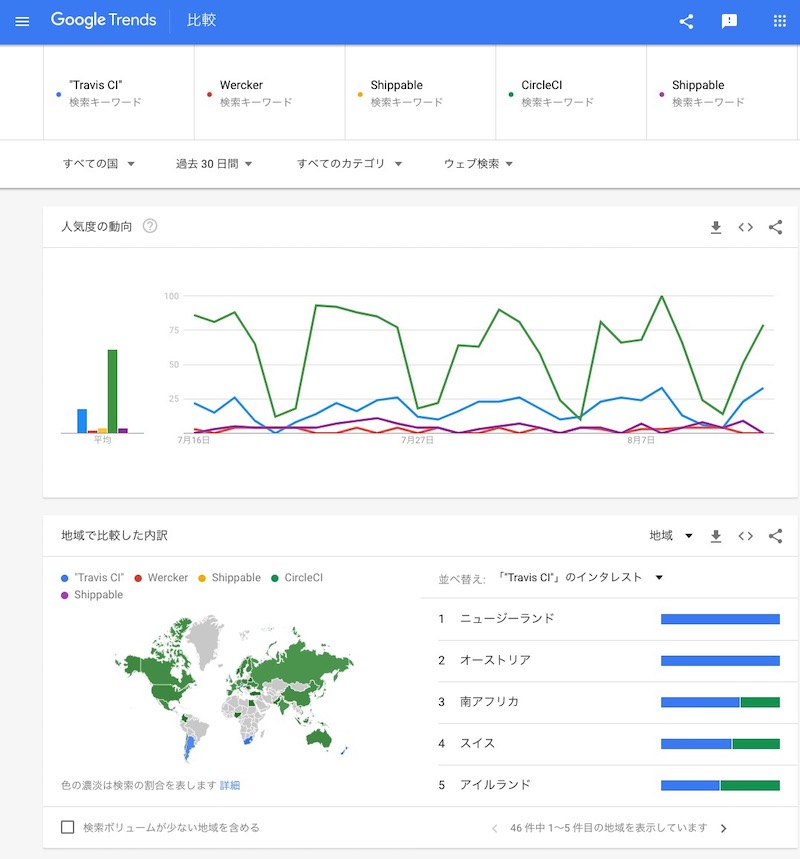 Google Trends 比較
"Travis CI"
検索キーワード
Wercker
検索キーワード
Shippable
検索キーワード
CircleCI
検索キーワード
Shippable
検索キーワード
すべての国 過去 30 日間 すべてのカテゴリ ウェブ検索
人気度の動向
100
75
50
25
平均 7月16日 7月27日 8月7日
地域で比較した内訳 地域
"Travis CI" Wercker Shippable CircleCI
Shippable
並べ替え: 「"Travis CI"」のインタレスト
1 ニュージーランド
2 オーストリア
3 南アフリカ
4 スイス
5 アイルランド
色の濃淡は検索の割合を表します 詳細
検索ボリュームが少ない地域を含める
46 件中 1～5 件目の地域を表示しています